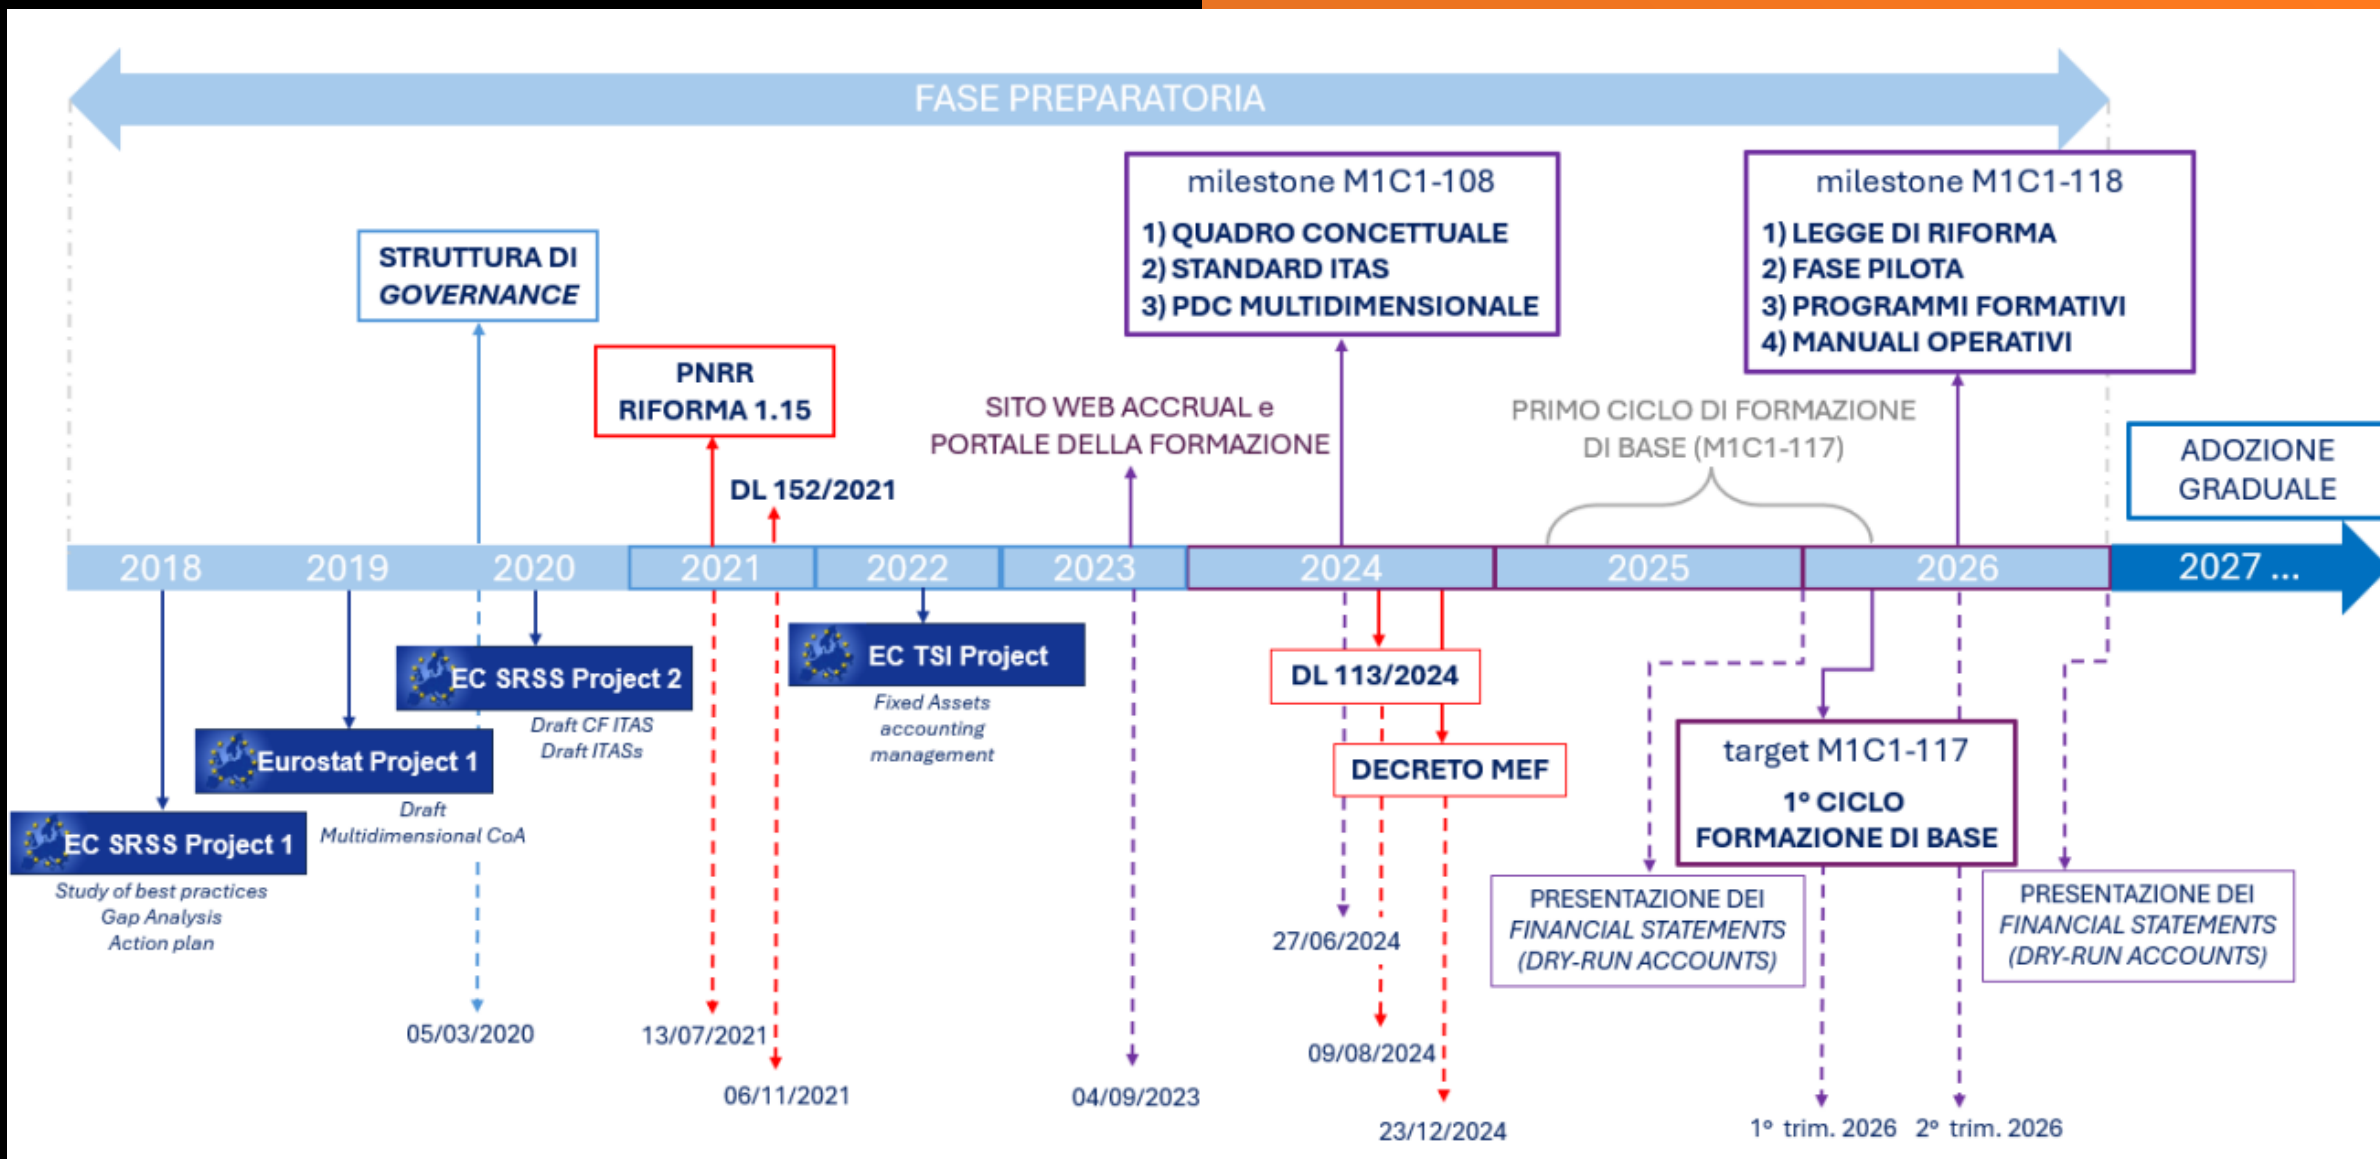 FASE PREPARATORIA
milestone M1C1-108
1) QUADRO CONCETTUALE
2) STANDARD ITAS
3) PDC MULTIDIMENSIONALE
milestone M1C1-118
1) LEGGE DI RIFORMA
2) FASE PILOTA
3) PROGRAMMI FORMATIVI
4) MANUALI OPERATIVI
STRUTTURA DI
GOVERNANCE
PNRR
RIFORMA 1.15
DL 152/2021
SITO WEB ACCRUAL e
PORTALE DELLA FORMAZIONE
PRIMO CICLO DI FORMAZIONE
DI BASE (M1C1-117)
ADOZIONE
GRADUALE
2018
2019
2020
2021
2022
2023
2024
2025
2026
2027 ...
EC SRSS Project 1
Study of best practices
Gap Analysis
Action plan
Eurostat Project 1
Draft
Multidimensional CoA
EC SRSS Project 2
Draft CF ITAS
Draft ITASs
EC TSI Project
Fixed Assets
accounting
management
DL 113/2024
DECRETO MEF
target M1C1-117
1° CICLO
FORMAZIONE DI BASE
PRESENTAZIONE DEI
FINANCIAL STATEMENTS
(DRY-RUN ACCOUNTS)
PRESENTAZIONE DEI
FINANCIAL STATEMENTS
(DRY-RUN ACCOUNTS)
05/03/2020
13/07/2021
06/11/2021
04/09/2023
27/06/2024
09/08/2024
23/12/2024
1° trim. 2026
2° trim. 2026